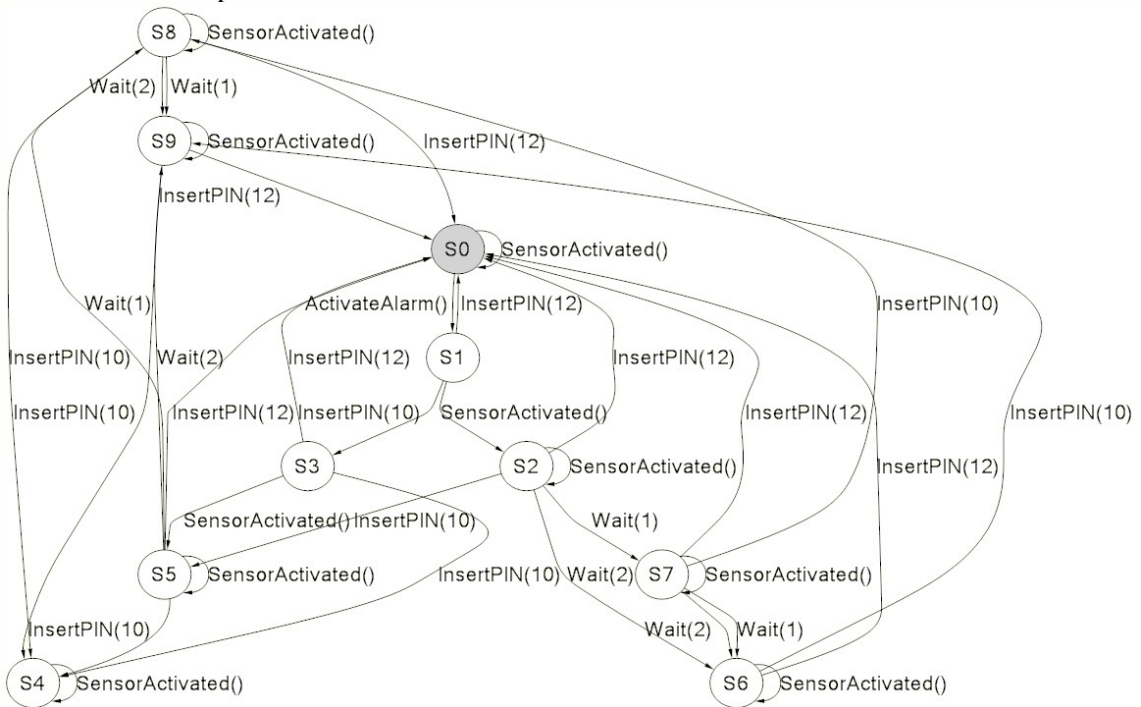 S8 SensorActivated()
Wait(2) Wait(1)
S9 SensorActivated() InsertPIN(12)
InsertPIN(12)
S0 SensorActivated()
Wait(1) ActivateAlarm() InsertPIN(12) InsertPIN(10)
InsertPIN(10) Wait(2) InsertPIN(12) S1 InsertPIN(12)
InsertPIN(10) InsertPIN(12) InsertPIN(10) SensorActivated() InsertPIN(12) InsertPIN(10)
S3 S2 SensorActivated() InsertPIN(12)
SensorActivated() InsertPIN(10) Wait(1)
S5 SensorActivated() InsertPIN(10) Wait(2) S7 SensorActivated()
InsertPIN(10) Wait(2) Wait(1)
S4 SensorActivated() S6 SensorActivated()